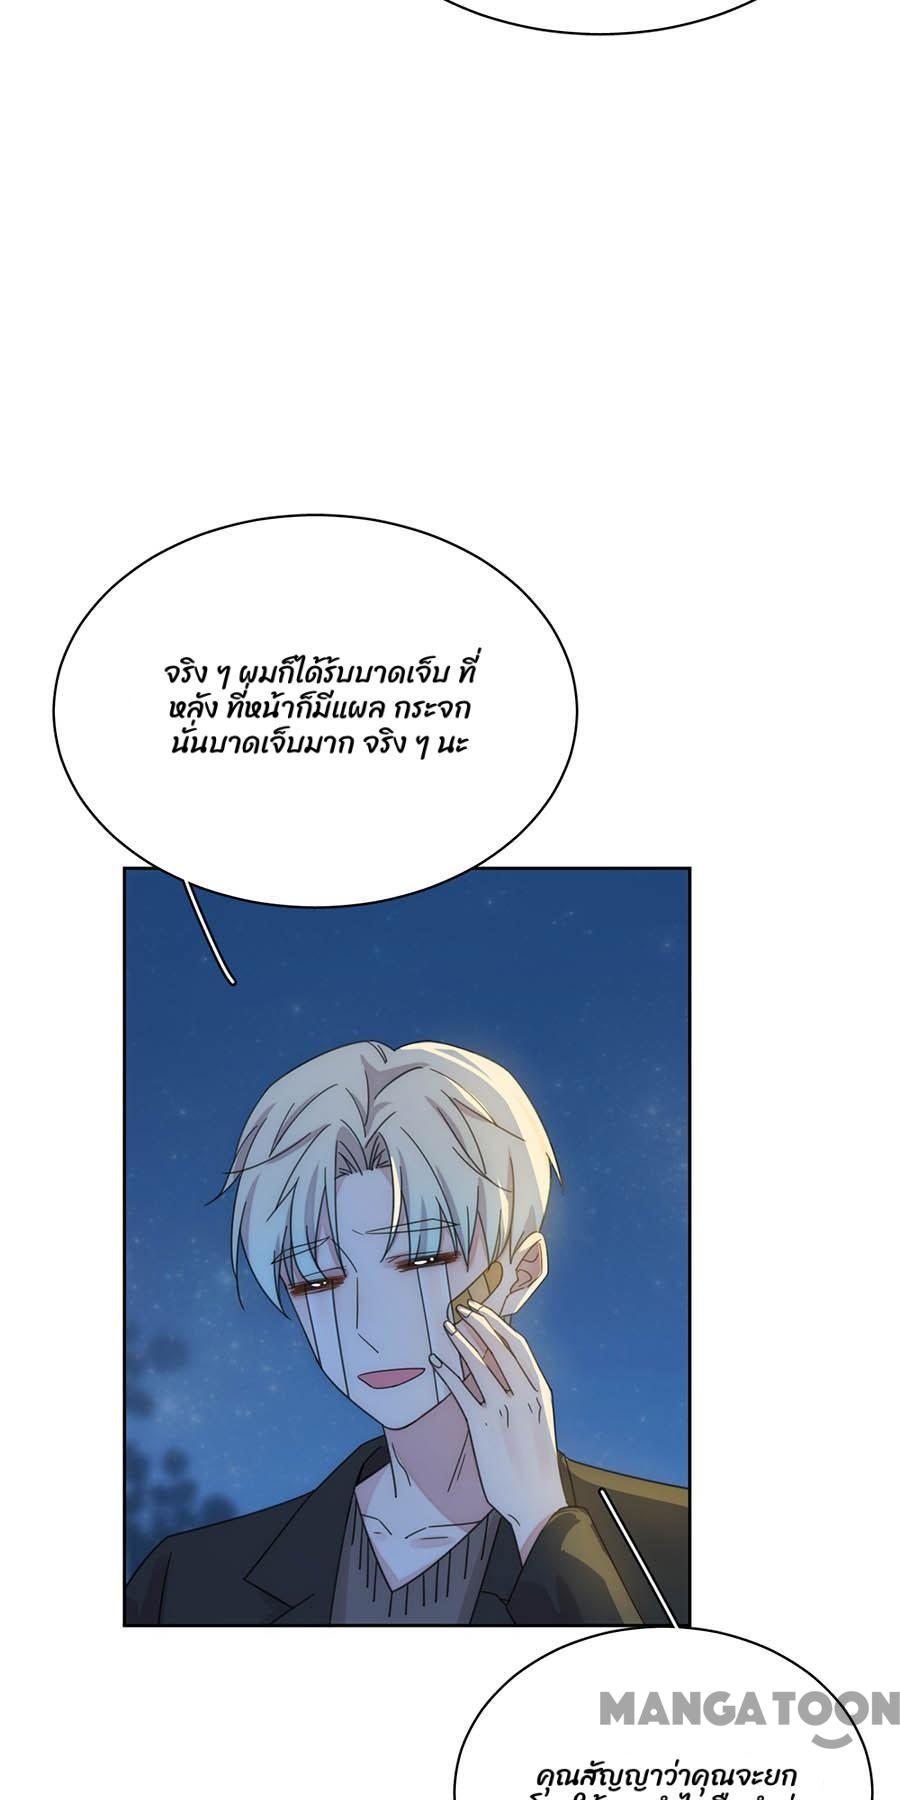 จริง ๆ ผมก็ได้รับบาดเจ็บ ที่
หลัง ที่หน้าก็มีแผล กระจก
นั่นบาดเจ็บมาก จริง ๆ นะ
MANGATOON
คุณสัญญาว่าคุณจะยก